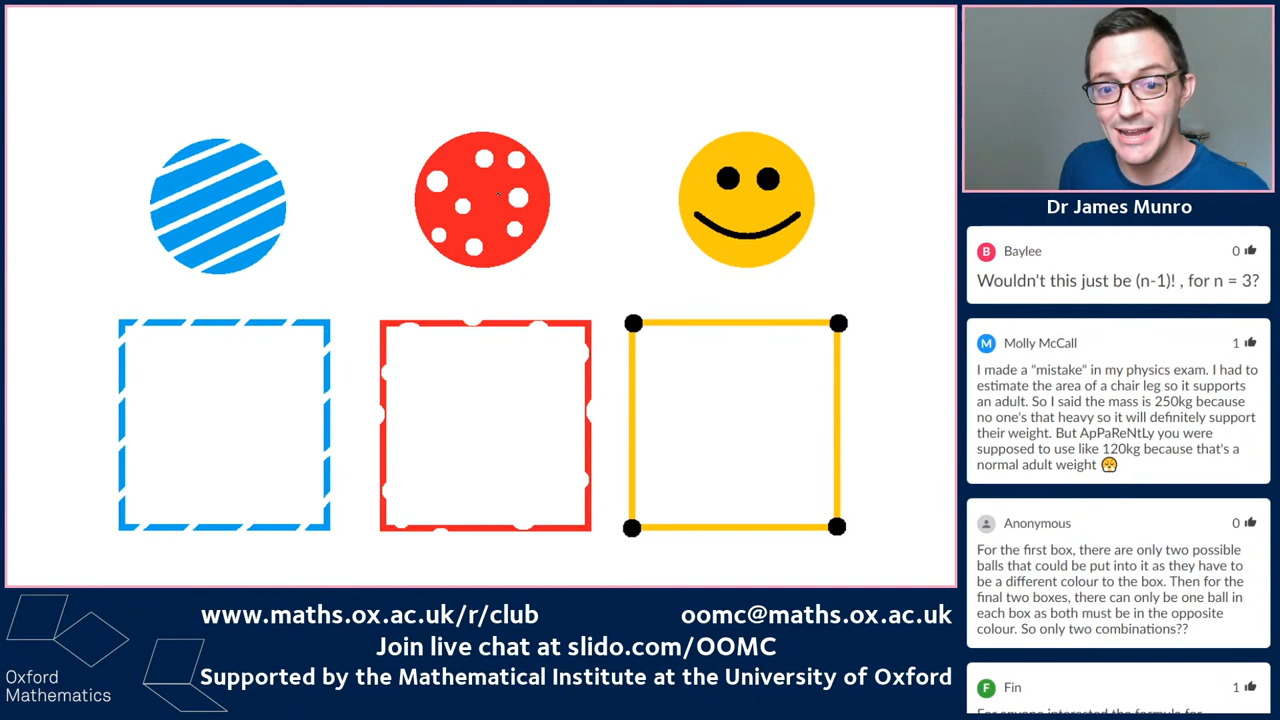 Dr James Munro
B Baylee 0
Wouldn't this just be (n-1)! , for n = 3?
M Molly McCall 1
I made a "mistake" in my physics exam. I had to
estimate the area of a chair leg so it supports
an adult. So I said the mass is 250kg because
no one's that heavy so it will definitely support
their weight. But ApPaReNtLy you were
supposed to use like 120kg because that's a
normal adult weight
Anonymous 0
For the first box, there are only two possible
balls that could be put into it as they have to
be a different colour to the box. Then for the
final two boxes, there can only be one ball in
each box as both must be in the opposite
colour. So only two combinations??
F Fin 1
For anyone interested the formula for
www.maths.ox.ac.uk/r/club oomc@maths.ox.ac.uk
Join live chat at slido.com/OOMC
Supported by the Mathematical Institute at the University of Oxford
Oxford
Mathematics